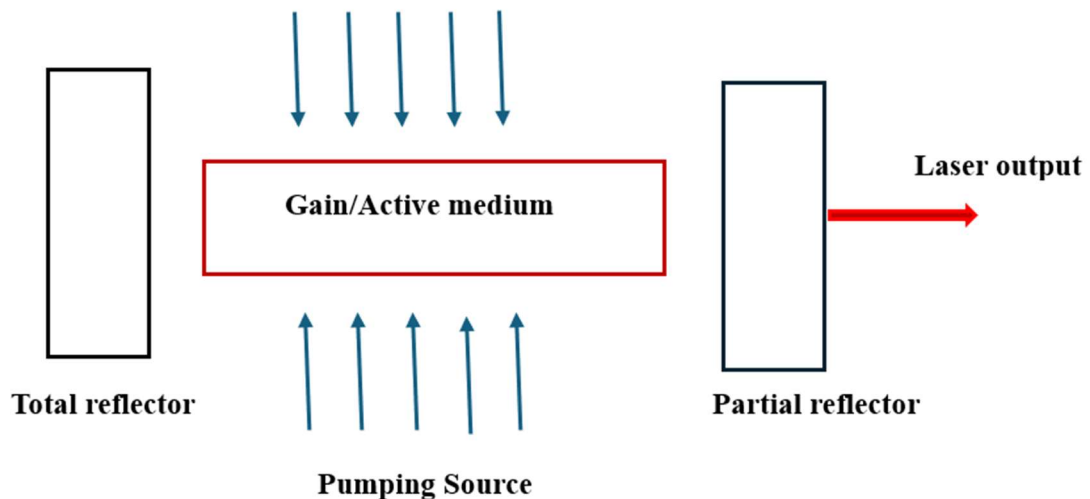 Laser output
Gain/Active medium
Total reflector
Partial reflector
Pumping Source